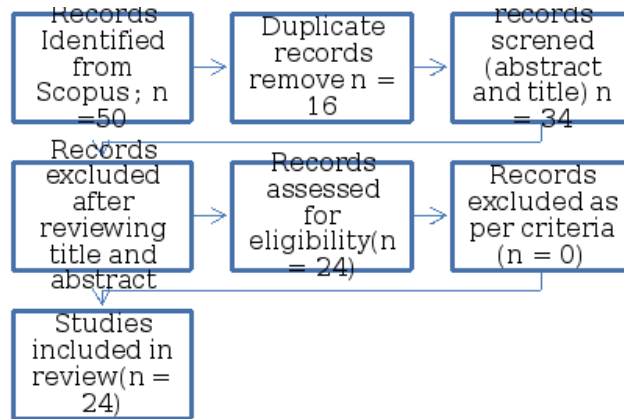 Records
Identified
from
Scopus ; n
=50
Duplicate
records
remove n =
16
records
screned
(abstract
and title) n
= 34
Records
excluded
after
reviewing
title and
abstract
Records
assessed
for
eligibility(n
= 24)
Records
excluded as
per criteria
(n = 0)
Studies
included in
review(n =
24)